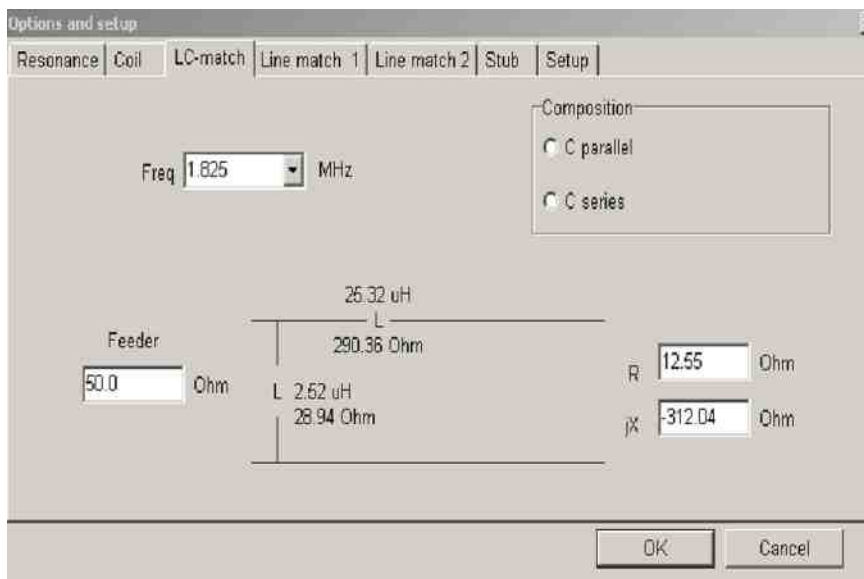 Options and setup
Resonance Coil LC-match Line match 1 Line match 2 Stub Setup
Composition
C parallel
Freq 1.825 MHz
C series
25.32 uH
L
Feeder
290.36 Ohm
12.55 Ohm
R
50.0 Ohm
L 2.52 uH
28.94 Ohm
jX -312.04 Ohm
OK Cancel